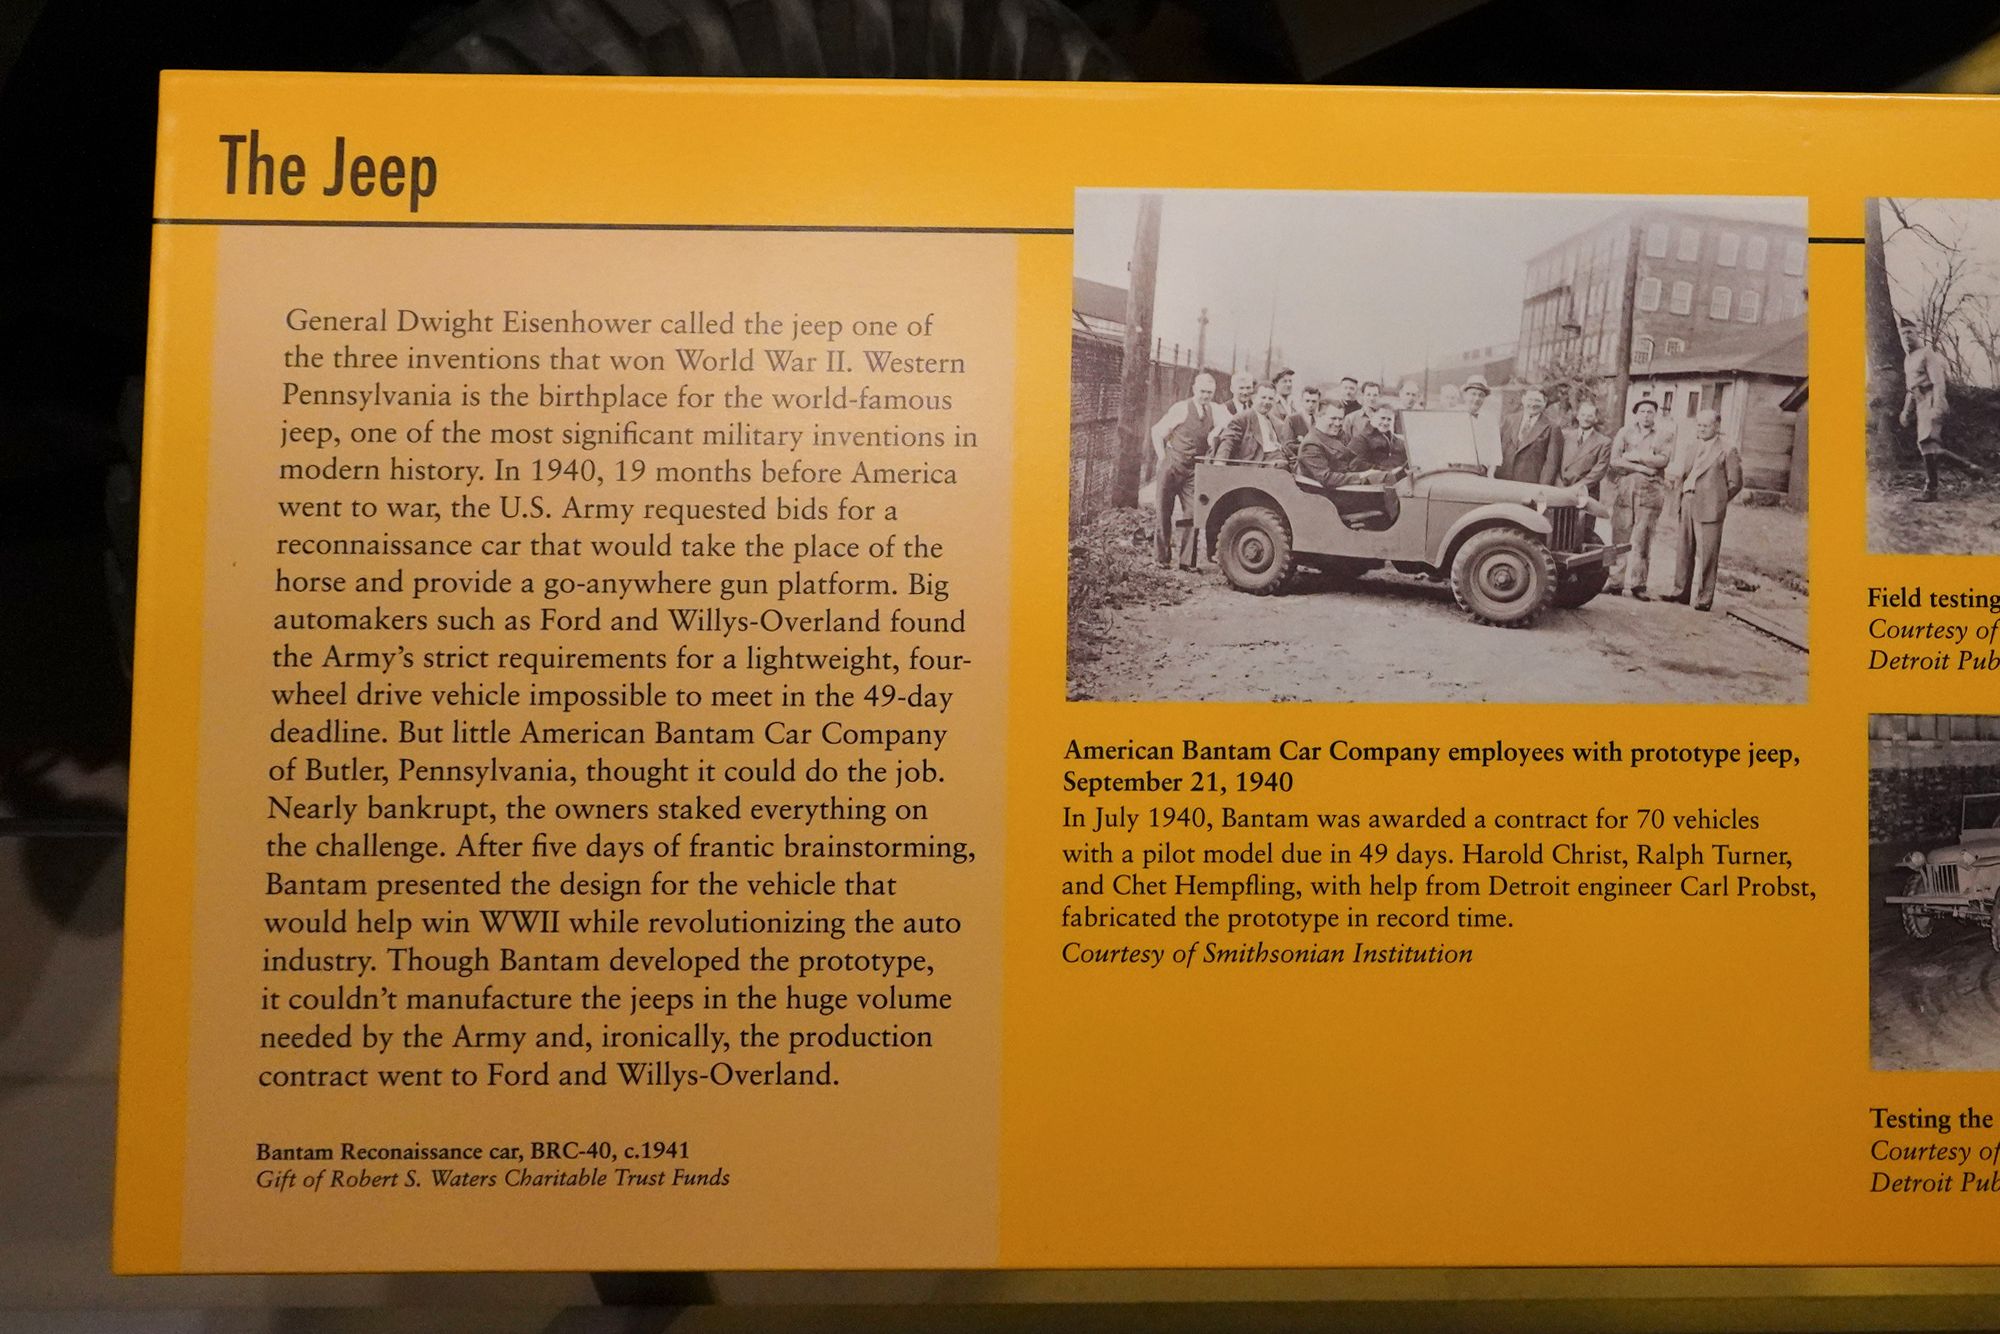 The Jeep
General Dwight Eisenhower called the jeep one of
the three inventions that won World War II. Western
Pennsylvania is the birthplace for the world-famous
jeep, one of the most significant military inventions in
modern history. In 1940, 19 months before America
went to war, the U.S. Army requested bids for a
reconnaissance car that would take the place of the
horse and provide a go-anywhere gun platform. Big
automakers such as Ford and Willys-Overland found
the Army's strict requirements for a lightweight, four-
wheel drive vehicle impossible to meet in the 49-day
deadline. But little American Bantam Car Company
of Butler, Pennsylvania, thought it could do the job.
Nearly bankrupt, the owners staked everything on
the challenge. After five days of frantic brainstorming,
Bantam presented the design for the vehicle that
would help win WWII while revolutionizing the auto
industry. Though Bantam developed the prototype,
it couldn't manufacture the jeeps in the huge volume
needed by the Army and, ironically, the production
contract went to Ford and Willys-Overland.
Bantam Reconaissance car, BRC-40, c.1941
Gift of Robert S. Waters Charitable Trust Funds
American Bantam Car Company employees with prototype jeep,
September 21, 1940
In July 1940, Bantam was awarded a contract for 70 vehicles
with a pilot model due in 49 days. Harold Christ, Ralph Turner,
and Chet Hempfling, with help from Detroit engineer Carl Probst,
fabricated the prototype in record time.
Courtesy of Smithsonian Institution
Field testing
Courtesy of
Detroit Pub
Testing the
Courtesy of
Detroit Pub